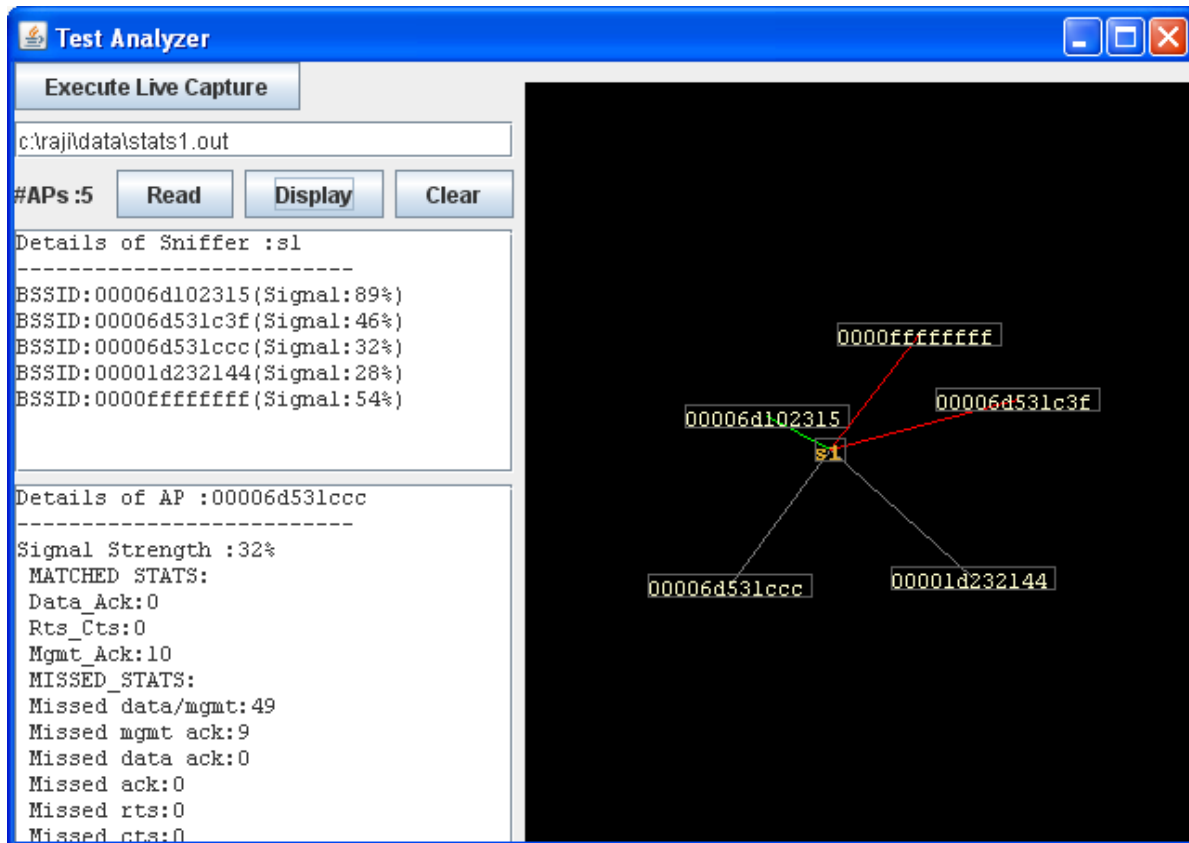 Test Analyzer
Execute Live Capture
c:\raji\data\stats1.out
#APs :5 Read Display Clear
Details of Sniffer :s1
--------------------------
BSSID:00006d102315(Signal:89%)
BSSID:00006d531c3f(Signal:46%)
BSSID:00006d531ccc(Signal:32%)
BSSID:00001d232144(Signal:28%)
BSSID:0000ffffffff(Signal:54%)
Details of AP :00006d531ccc
----------------------------
Signal Strength :32%
MATCHED STATS:
Data_Ack:0
Rts_Cts:0
Mgmt_Ack:10
MISSED_STATS:
Missed data/mgmt:49
Missed mgmt ack:9
Missed data ack:0
Missed ack:0
Missed rts:0
Missed cts:0
0000ffffffff
00006d531c3f
00006d102315
s1
00006d531ccc
00001d232144